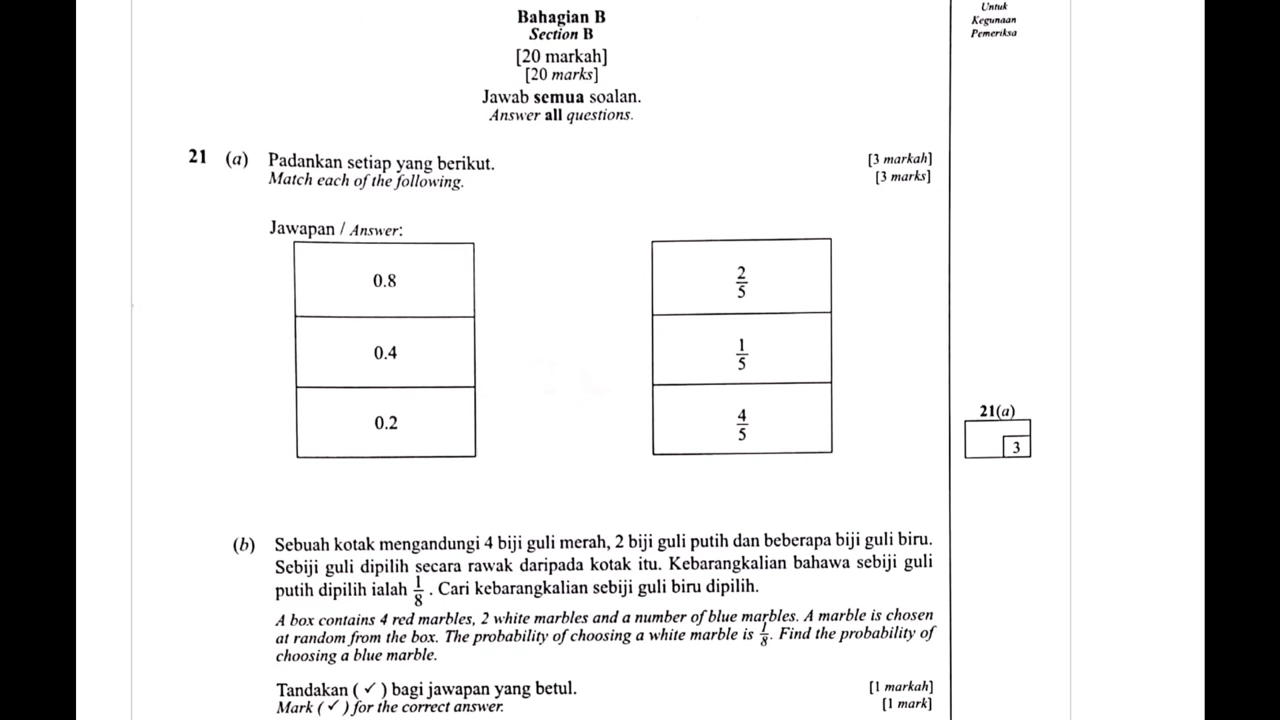 Bahagian B
Section B
[20 markah]
[20 marks]
Jawab semua soalan.
Answer all questions.
Untuk
Kegunaan
Pemeriksa
21 (a) Padankan setiap yang berikut. [3 markah]
Match each of the following. [3 marks]
Jawapan / Answer:
0.8 2/5
0.4 1/5
0.2 4/5
21(a)
3
(b) Sebuah kotak mengandungi 4 biji guli merah, 2 biji guli putih dan beberapa biji guli biru.
Sebiji guli dipilih secara rawak daripada kotak itu. Kebarangkalian bahawa sebiji guli
putih dipilih ialah 1/8 . Cari kebarangkalian sebiji guli biru dipilih.
A box contains 4 red marbles, 2 white marbles and a number of blue marbles. A marble is chosen
at random from the box. The probability of choosing a white marble is 1/8. Find the probability of
choosing a blue marble.
Tandakan ( ✓ ) bagi jawapan yang betul. [1 markah]
Mark ( ✓ ) for the correct answer. [1 mark]